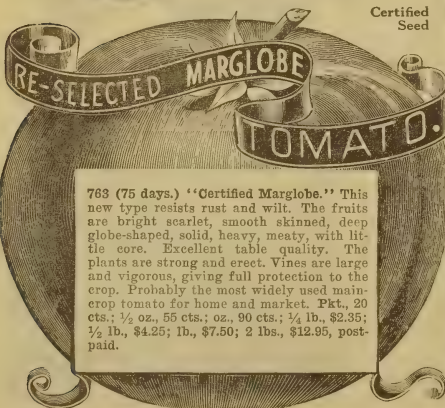 Certified
Seed
RE-SELECTED MARGLOBE
TOMATO.
763 (75 days.) "Certified Marglobe." This
new type resists rust and wilt. The fruits
are bright scarlet, smooth skinned, deep
globe-shaped, solid, heavy, meaty, with lit-
tle core. Excellent table quality. The
plants are strong and erect. Vines are large
and vigorous, giving full protection to the
crop. Probably the most widely used main-
crop tomato for home and market. Pkt., 20
cts.; ½ oz., 55 cts.; oz., 90 cts.; ¼ lb., $2.35;
½ lb., $4.25; lb., $7.50; 2 lbs., $12.95, post-
paid.